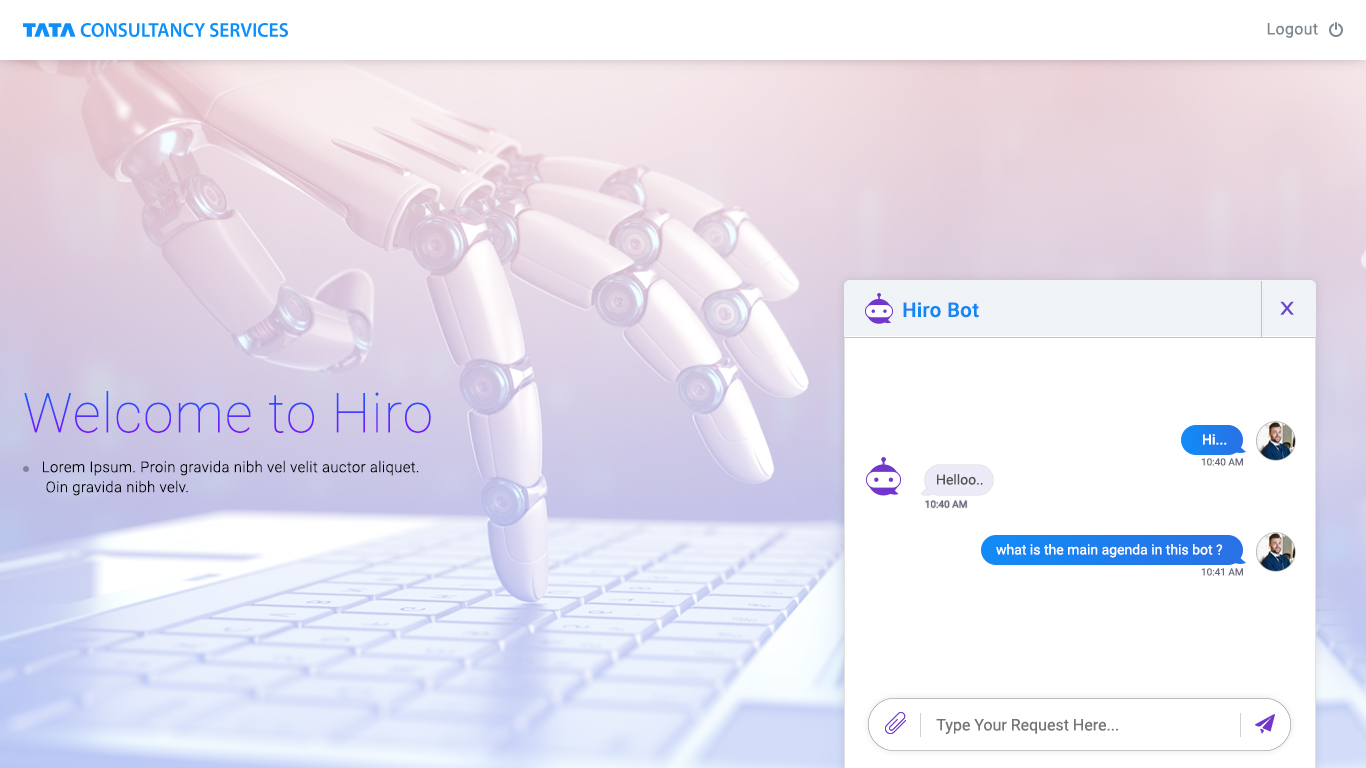 TATA CONSULTANCY SERVICES
Logout
Hiro Bot
X
Welcome to Hiro
Lorem Ipsum. Proin gravida nibh vel velit auctor aliquet.
Oin gravida nibh velv.
Hi...
10:40 AM
Helloo..
10:40 AM
what is the main agenda in this bot ?
10:41 AM
Type Your Request Here...